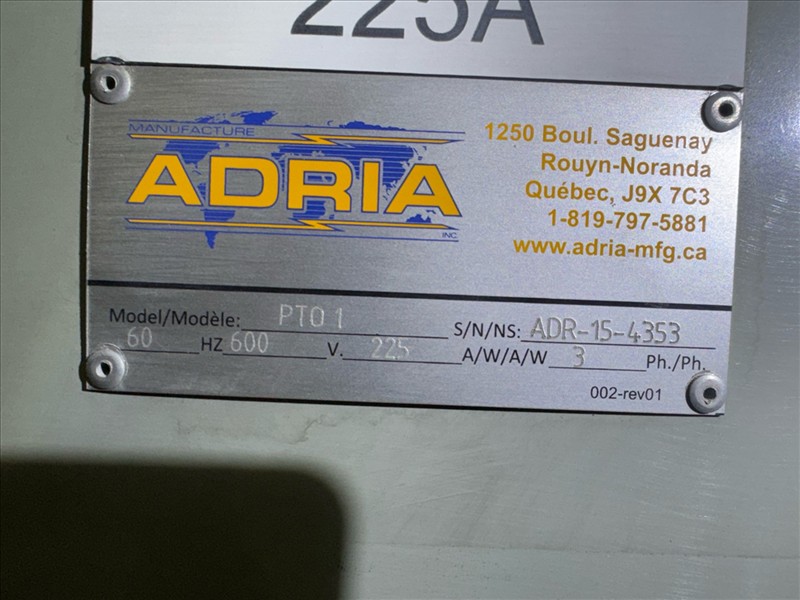 225A
MANUFACTURE
ADRIA
INC.
1250 Boul. Saguenay
Rouyn-Noranda
Québec, J9X 7C3
1-819-797-5881
www.adria-mfg.ca
Model/Modèle: PTO 1 S/N/NS: ADR-15-4353
60 HZ 600 V. 225 A/W/A/W 3 Ph./Ph.
002-rev01